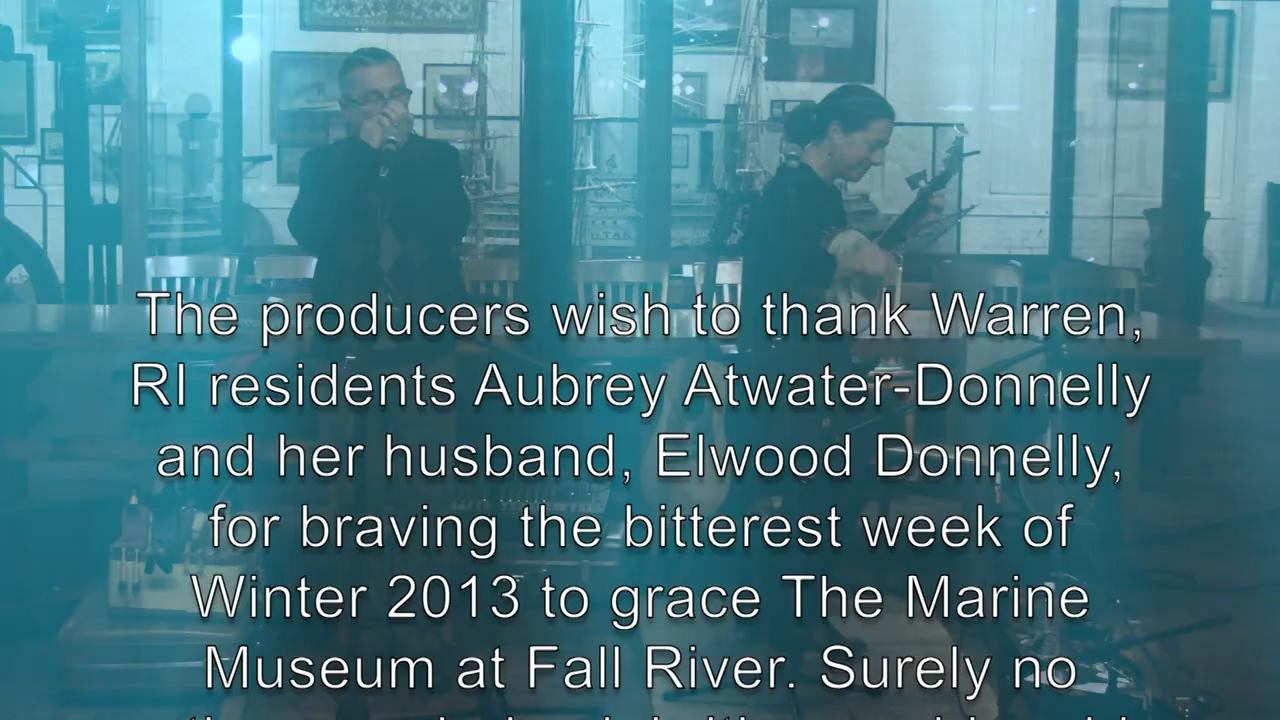 The producers wish to thank Warren,
RI residents Aubrey Atwater-Donnelly
and her husband, Elwood Donnelly,
for braving the bitterest week of
Winter 2013 to grace The Marine
Museum at Fall River. Surely no